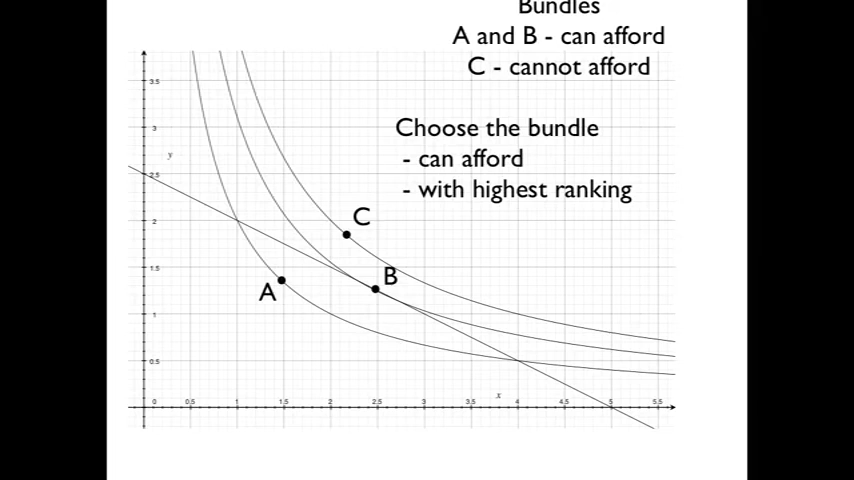 Bundles
A and B - can afford
C - cannot afford
Choose the bundle
- can afford
- with highest ranking
3.5
3
y
2.5
2
C
1.5
B
A
1
0.5
x
0 0.5 1 1.5 2 2.5 3 3.5 4 4.5 5 5.5